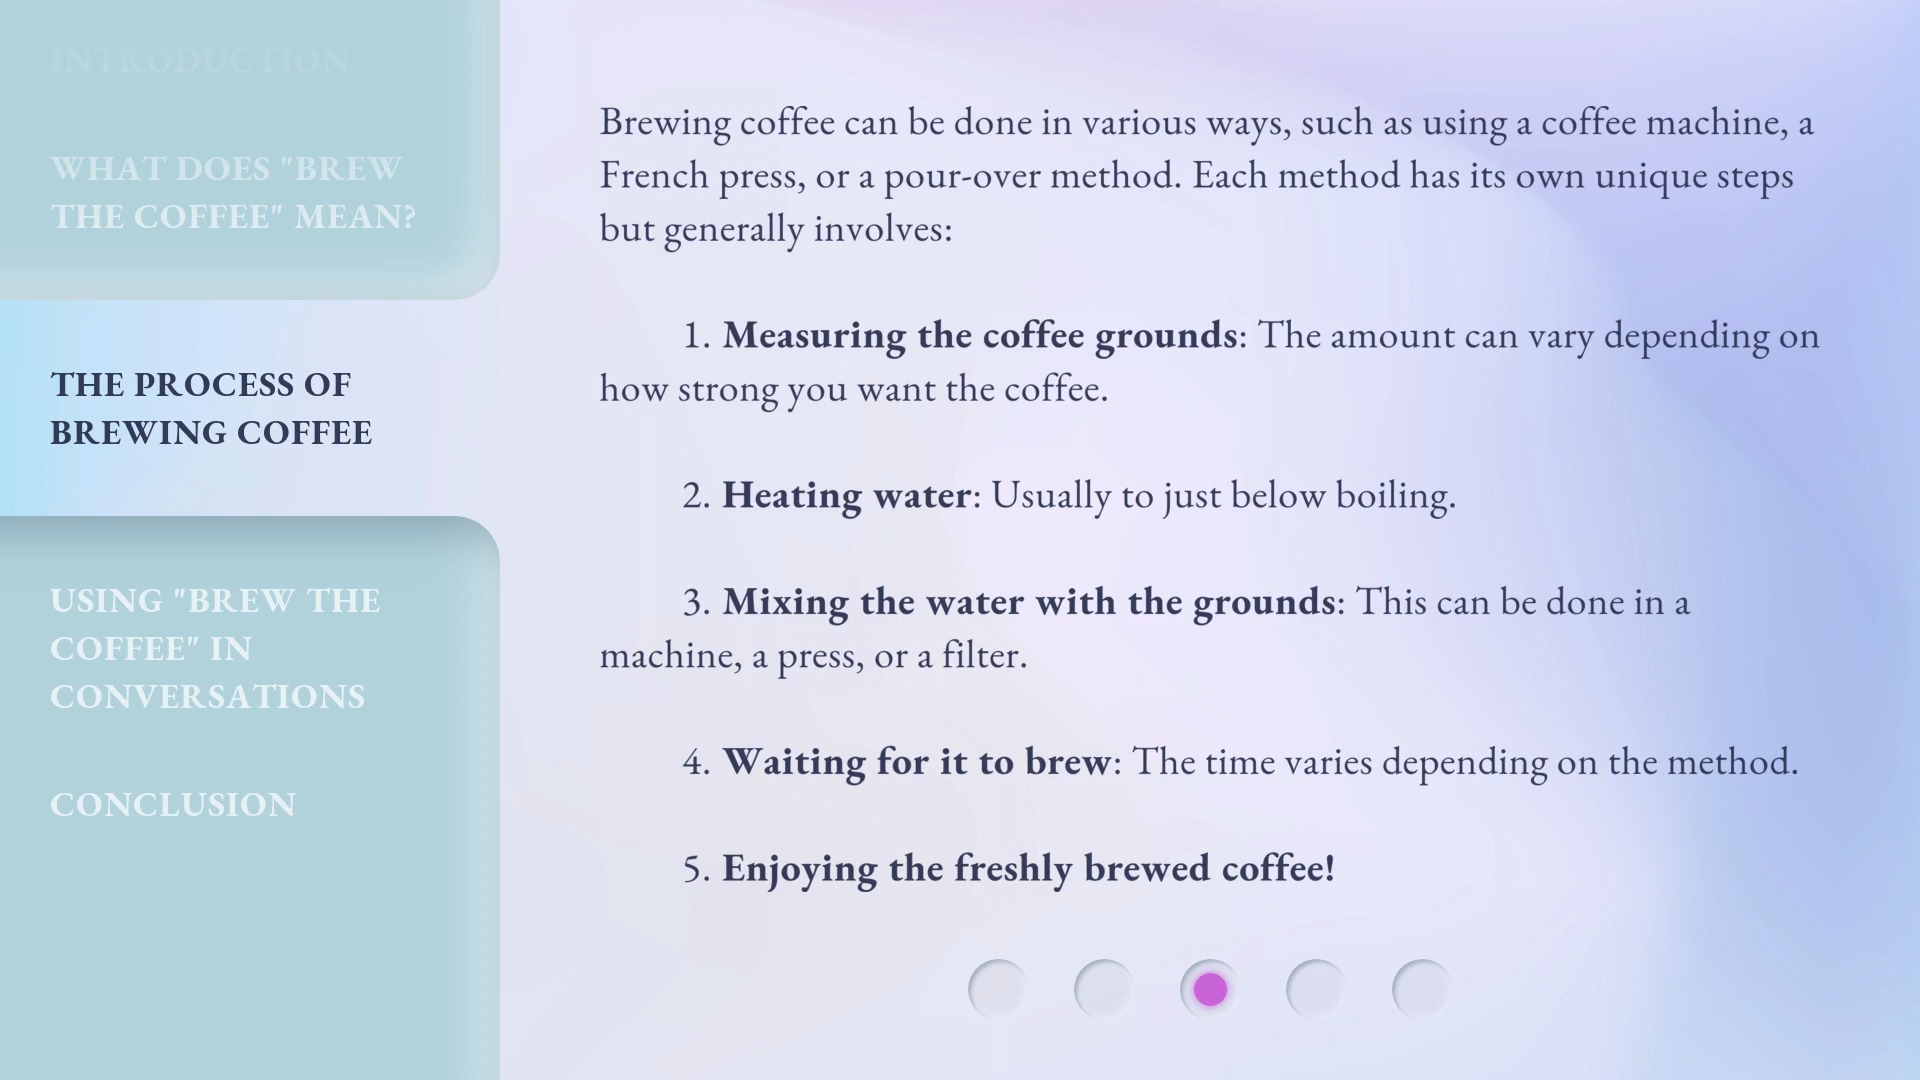 INTRODUCTION
WHAT DOES "BREW
THE COFFEE" MEAN?
THE PROCESS OF
BREWING COFFEE
USING "BREW THE
COFFEE" IN
CONVERSATIONS
CONCLUSION
Brewing coffee can be done in various ways, such as using a coffee machine, a
French press, or a pour-over method. Each method has its own unique steps
but generally involves:
1. Measuring the coffee grounds: The amount can vary depending on
how strong you want the coffee.
2. Heating water: Usually to just below boiling.
3. Mixing the water with the grounds: This can be done in a
machine, a press, or a filter.
4. Waiting for it to brew: The time varies depending on the method.
5. Enjoying the freshly brewed coffee!